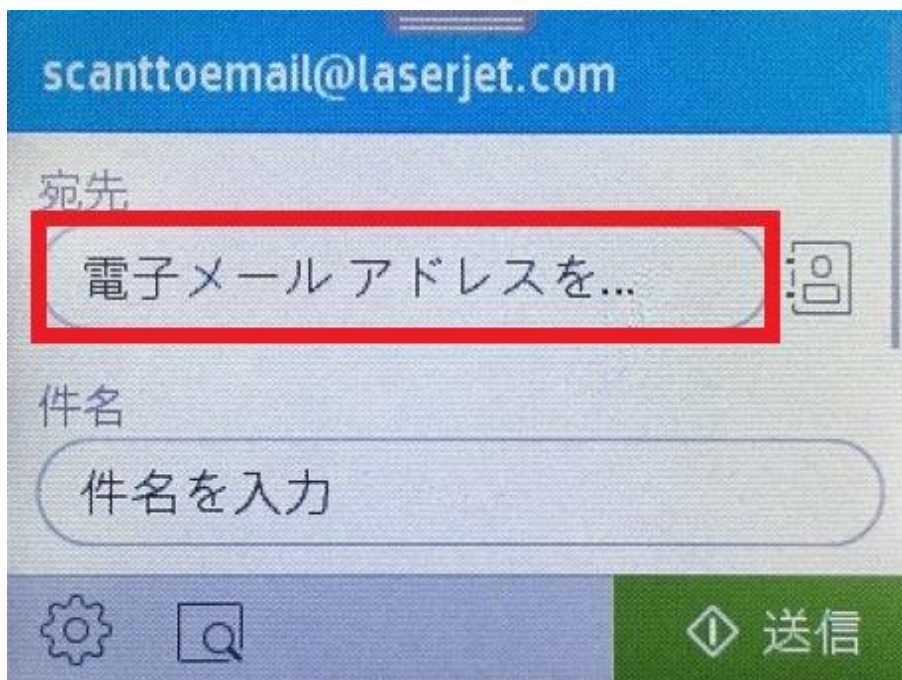 scanttoemail@laserjet.com
宛先
電子メール アドレスを...
件名
件名を入力
送信